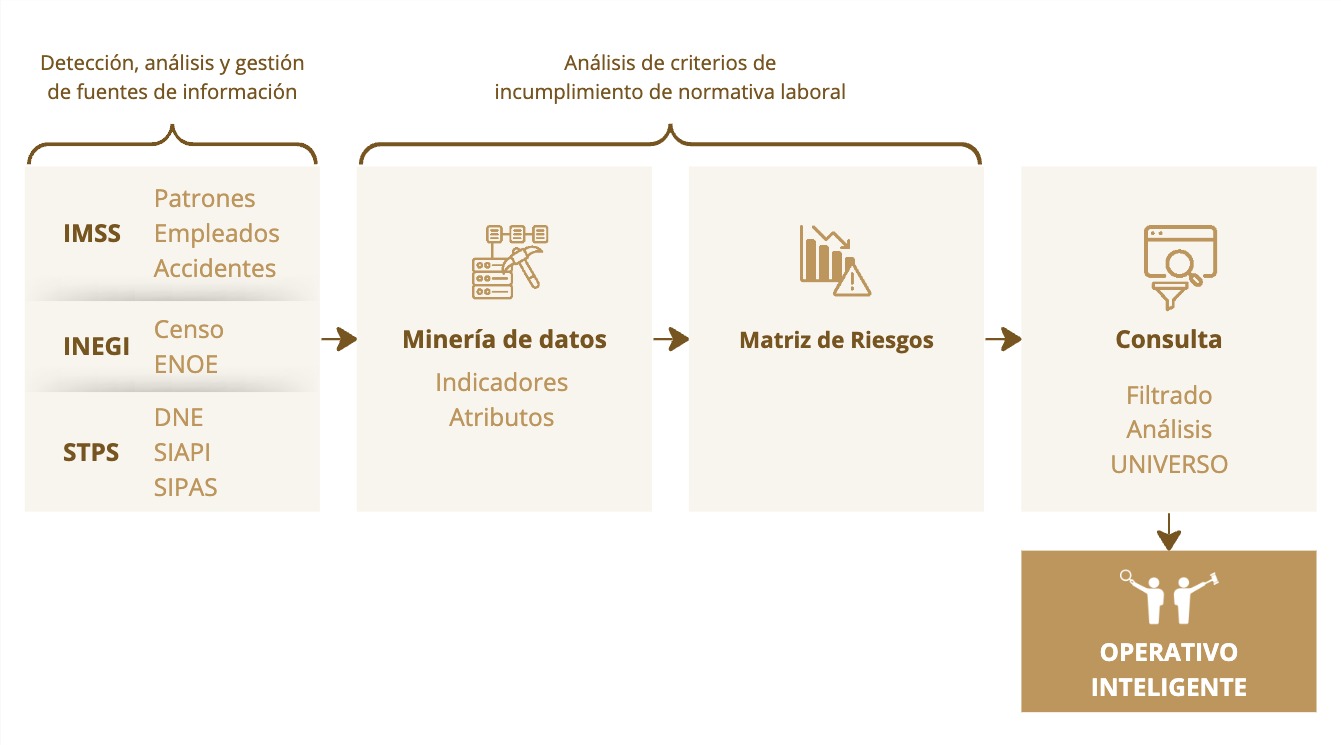 Detección, análisis y gestión
de fuentes de información
Análisis de criterios de
incumplimiento de normativa laboral
IMSS
Patrones
Empleados
Accidentes
INEGI
Censo
ENOE
STPS
DNE
SIAPI
SIPAS
Minería de datos
Indicadores
Atributos
Matriz de Riesgos
Consulta
Filtrado
Análisis
UNIVERSO
OPERATIVO
INTELIGENTE